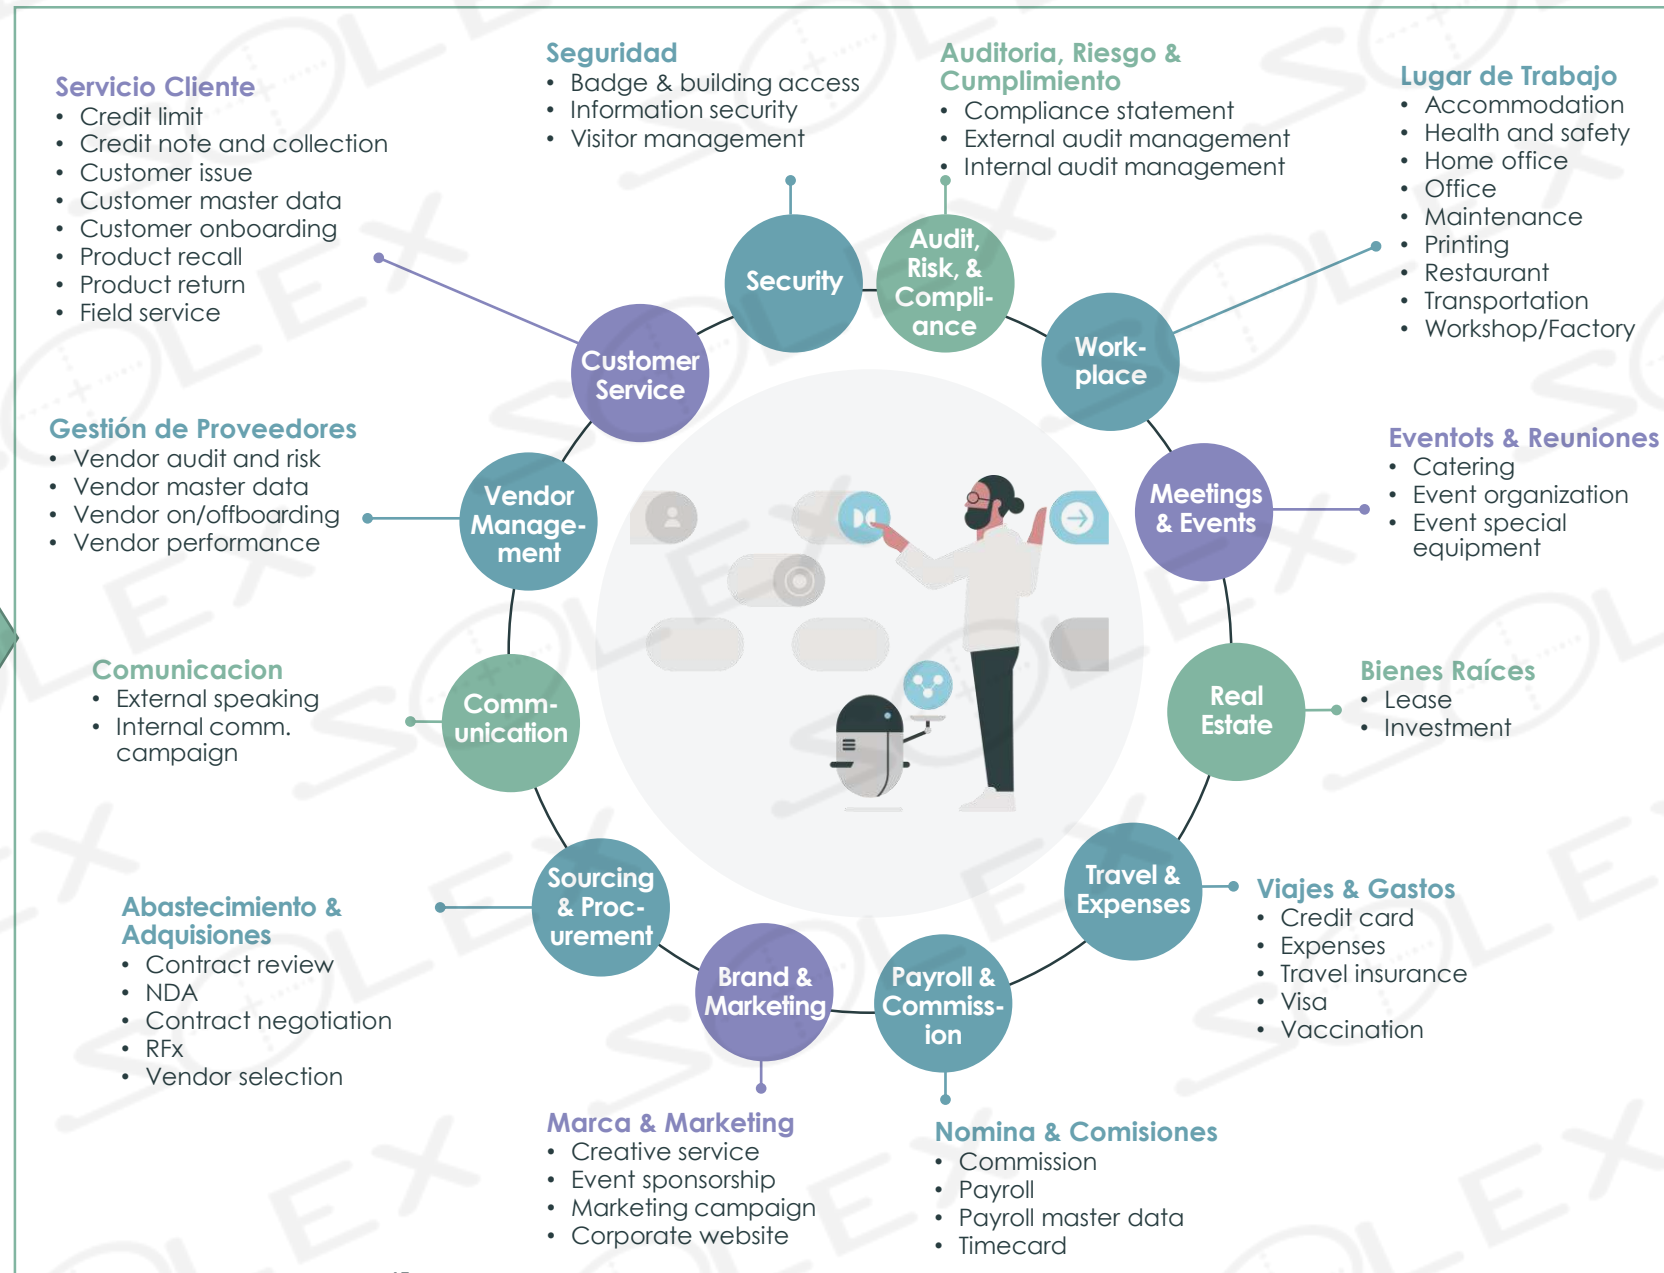 Servicio Cliente
• Credit limit
• Credit note and collection
• Customer issue
• Customer master data
• Customer onboarding
• Product recall
• Product return
• Field service
Seguridad
• Badge & building access
• Information security
• Visitor management
Auditoria, Riesgo &
Cumplimiento
• Compliance statement
• External audit management
• Internal audit management
Lugar de Trabajo
• Accommodation
• Health and safety
• Home office
• Office
• Maintenance
• Printing
• Restaurant
• Transportation
• Workshop/Factory
Security
Audit,
Risk, &
Compli-
ance
Work-
place
Customer
Service
Gestión de Proveedores
• Vendor audit and risk
• Vendor master data
• Vendor on/offboarding
• Vendor performance
Vendor
Manage-
ment
Meetings
& Events
Eventots & Reuniones
• Catering
• Event organization
• Event special
equipment
Comunicacion
• External speaking
• Internal comm.
campaign
Comm-
unication
Real
Estate
Bienes Raíces
• Lease
• Investment
Abastecimiento &
Adquisiones
• Contract review
• NDA
• Contract negotiation
• RFx
• Vendor selection
Sourcing
& Proc-
urement
Brand &
Marketing
Payroll &
Commiss-
ion
Travel &
Expenses
Viajes & Gastos
• Credit card
• Expenses
• Travel insurance
• Visa
• Vaccination
Marca & Marketing
• Creative service
• Event sponsorship
• Marketing campaign
• Corporate website
Nomina & Comisiones
• Commission
• Payroll
• Payroll master data
• Timecard
SOLEX